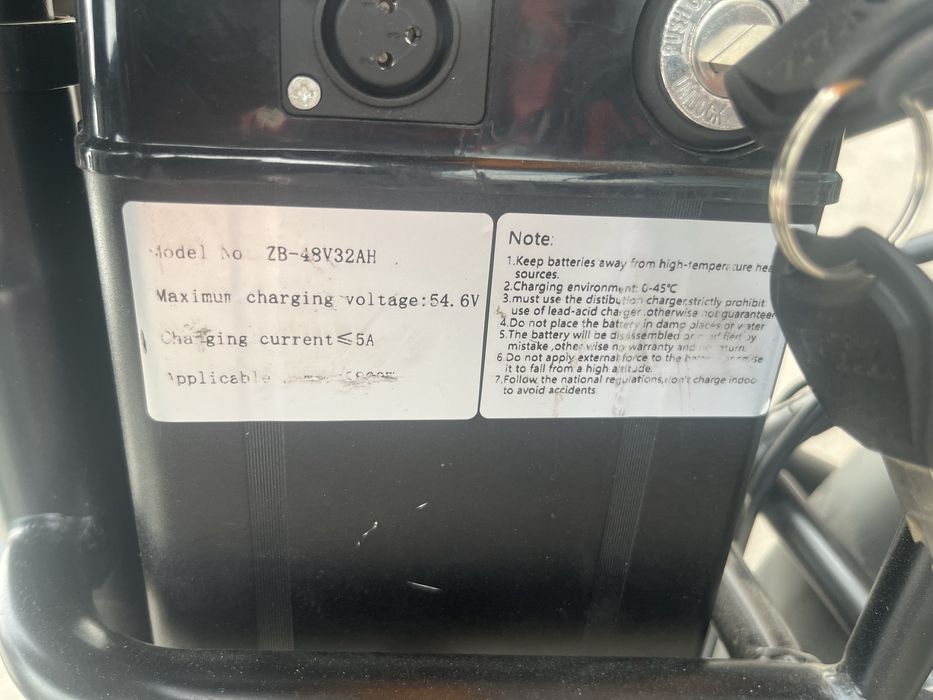 PUSH
UNLOCK
Model No ZB-48V32AH
Maximum charging voltage:54.6V
Charging current≤5A
Applicable
Note:
1.Keep batteries away from high-temperature hea
sources.
2.Charging environment: 0-45℃
3.must use the distibution charger,strictly prohibit
use of lead-acid charger ,otherwise not guarantee
4.Do not place the battery in damp places or water
5.The battery will be disassembled or modified by
mistake ,otherwise no warranty and no return.
6.Do not apply external force to the
it to fall from a high altitude.
7.Follow the national regulations,don't charge indoo
to avoid accidents.